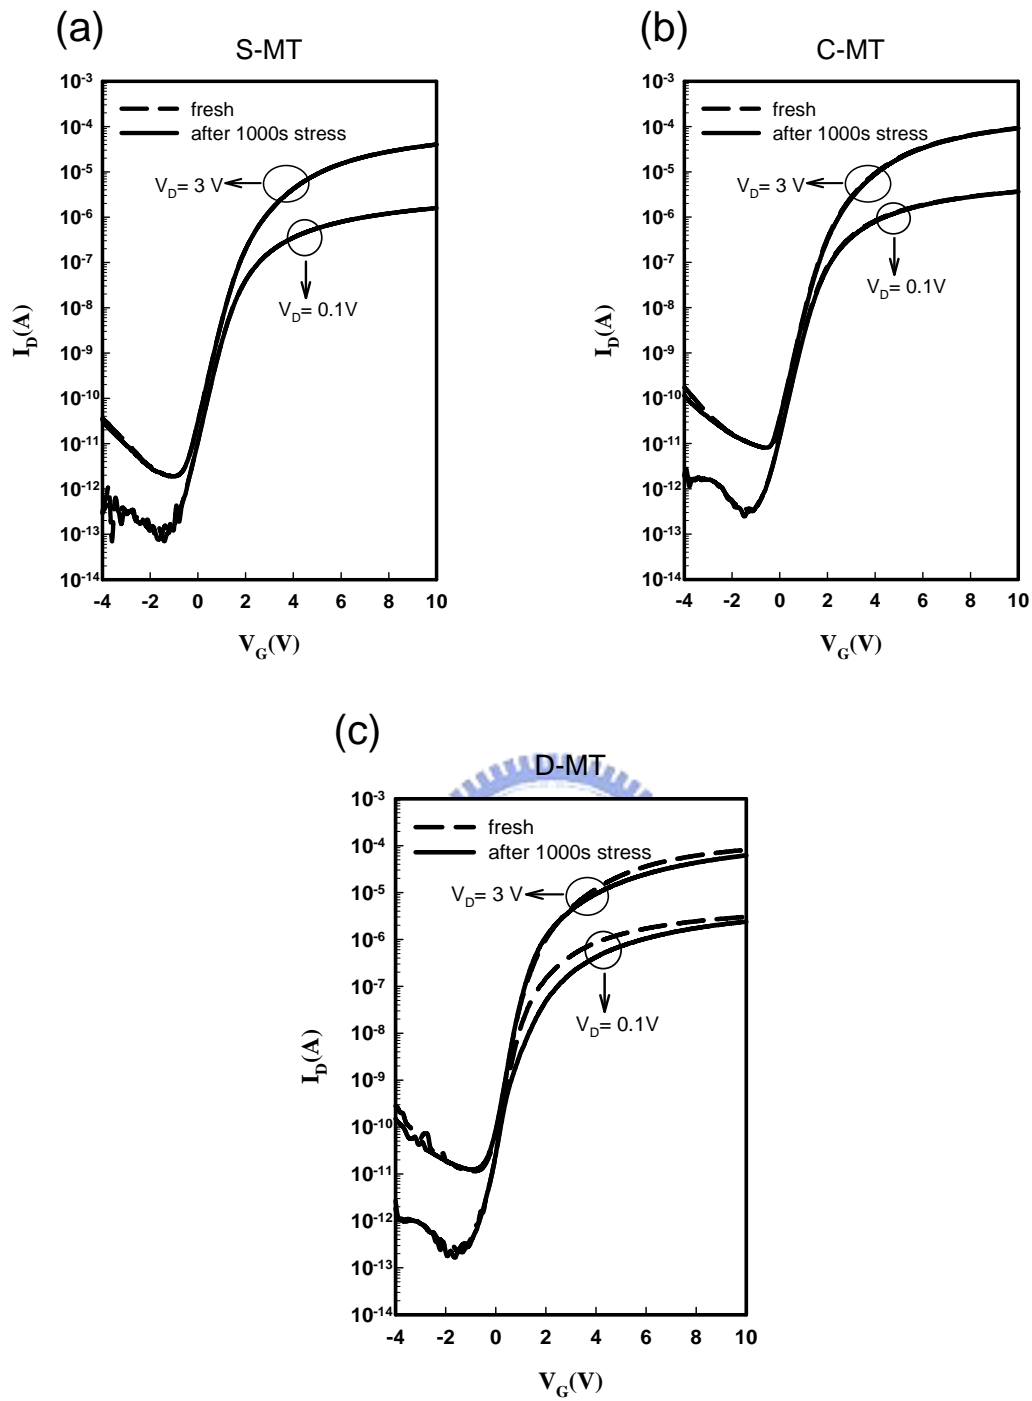 (a)
S-MT
10-3
10-4
10-5
10-6
10-7
10-8
10-9
10-10
10-11
10-12
10-13
10-14
fresh
after 1000s stress
VD= 3 V
VD= 0.1V
ID(A)
-4 -2 0 2 4 6 8 10
VG(V)
(b)
C-MT
10-3
10-4
10-5
10-6
10-7
10-8
10-9
10-10
10-11
10-12
10-13
10-14
fresh
after 1000s stress
VD= 3 V
VD= 0.1V
ID(A)
-4 -2 0 2 4 6 8 10
VG(V)
(c)
D-MT
10-3
10-4
10-5
10-6
10-7
10-8
10-9
10-10
10-11
10-12
10-13
10-14
fresh
after 1000s stress
VD= 3 V
VD= 0.1V
ID(A)
-4 -2 0 2 4 6 8 10
VG(V)